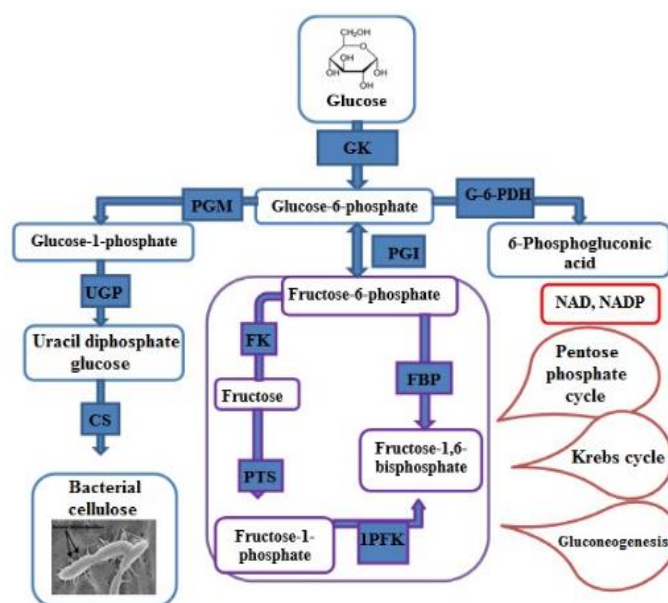 CH₂OH
O
OH
OH
OH
OH
Glucose
GK
PGM
Glucose-6-phosphate
G-6-PDH
Glucose-1-phosphate
PGI
6-Phosphogluconic
acid
UGP
Fructose-6-phosphate
NAD, NADP
Uracil diphosphate
glucose
FK
FBP
Pentose
phosphate
cycle
Fructose
CS
Fructose-1,6-
bisphosphate
Krebs cycle
Bacterial
cellulose
PTS
Fructose-1-
phosphate
1PFK
Gluconeogenesis